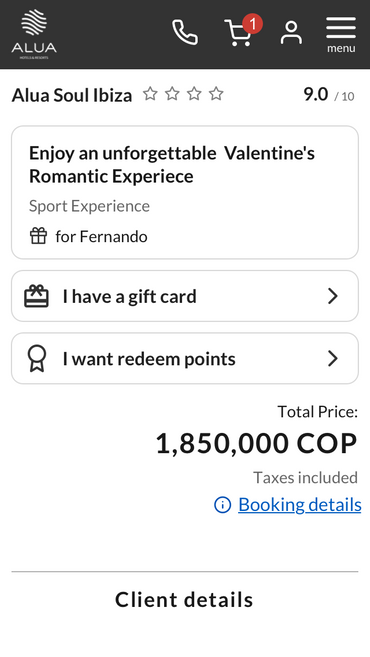 ALUA
HOTELS & RESORTS
1
menu
Alua Soul Ibiza
9.0 / 10
Enjoy an unforgettable Valentine's
Romantic Experiece
Sport Experience
for Fernando
I have a gift card
I want redeem points
Total Price:
1,850,000 COP
Taxes included
Booking details
Client details